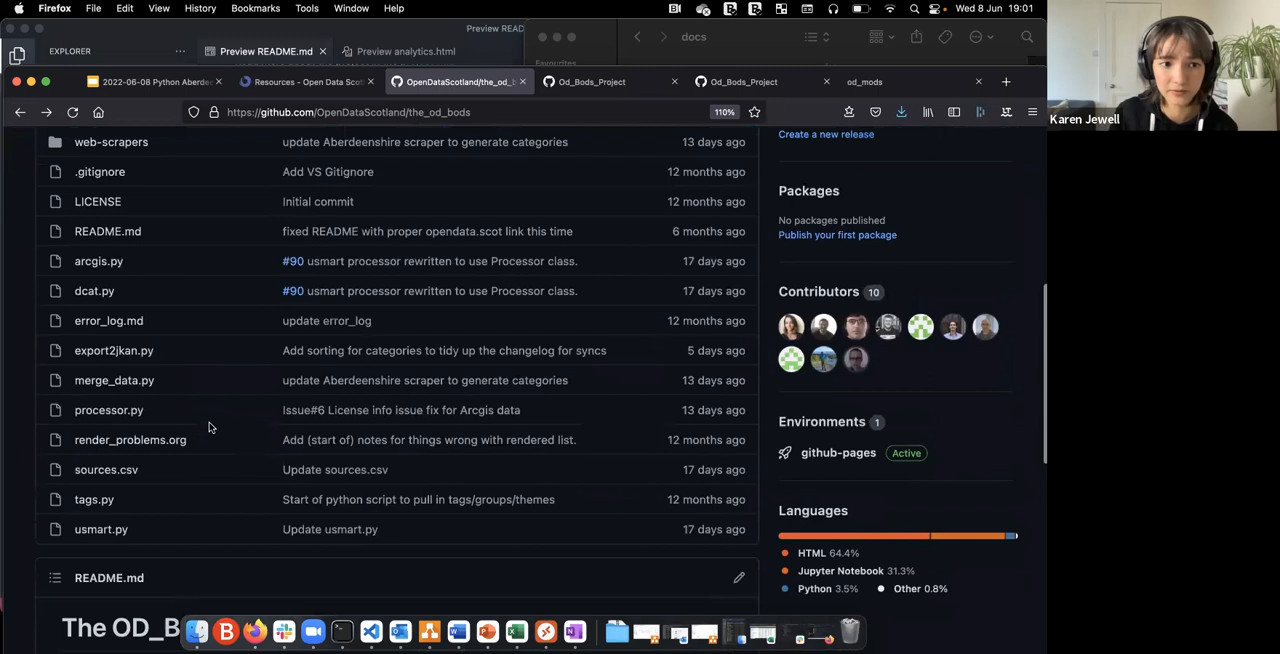 Firefox File Edit View History Bookmarks Tools Window Help Wed 8 Jun 19:01
Preview READ
EXPLORER ··· Preview README.md × Preview analytics.html docs
Favourites
2022-06-08 Python Aberde × Resources - Open Data Sco × OpenDataScotland/the_od_b × Od_Bods_Project × Od_Bods_Project × od_mods × +
https://github.com/OpenDataScotland/the_od_bods 110%
Karen Jewell
web-scrapers update Aberdeenshire scraper to generate categories 13 days ago
.gitignore Add VS Gitignore 12 months ago
LICENSE Initial commit 12 months ago
README.md fixed README with proper opendata.scot link this time 6 months ago
arcgis.py #90 usmart processor rewritten to use Processor class. 17 days ago
dcat.py #90 usmart processor rewritten to use Processor class. 17 days ago
error_log.md update error_log 12 months ago
export2jkan.py Add sorting for categories to tidy up the changelog for syncs 5 days ago
merge_data.py update Aberdeenshire scraper to generate categories 13 days ago
processor.py Issue#6 License info issue fix for Arcgis data 13 days ago
render_problems.org Add (start of) notes for things wrong with rendered list. 12 months ago
sources.csv Update sources.csv 17 days ago
tags.py Start of python script to pull in tags/groups/themes 12 months ago
usmart.py Update usmart.py 17 days ago
README.md
The OD_B
Create a new release
Packages
No packages published
Publish your first package
Contributors 10
Environments 1
github-pages Active
Languages
HTML 64.4%
Jupyter Notebook 31.3%
Python 3.5% Other 0.8%